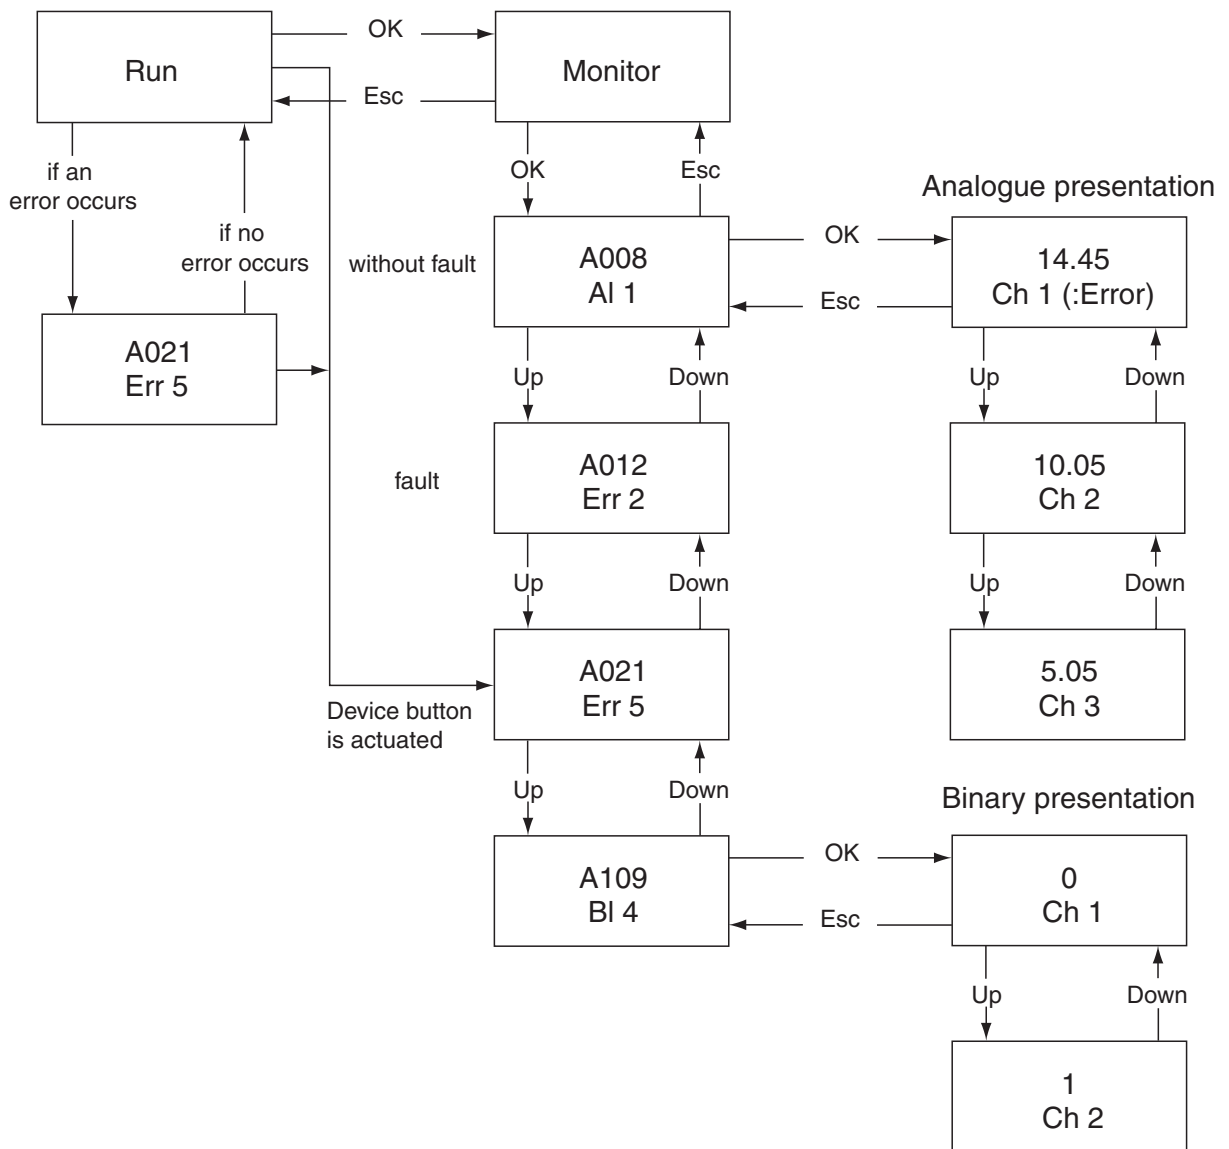 Run
OK
Monitor
Esc
if an
error occurs
if no
error occurs
OK
Esc
Analogue presentation
without fault
A008
AI 1
OK
Esc
14.45
Ch 1 (:Error)
A021
Err 5
Up
Down
Up
Down
fault
A012
Err 2
10.05
Ch 2
Up
Down
Up
Down
A021
Err 5
5.05
Ch 3
Device button
is actuated
Up
Down
Binary presentation
A109
BI 4
OK
Esc
0
Ch 1
Up
Down
1
Ch 2